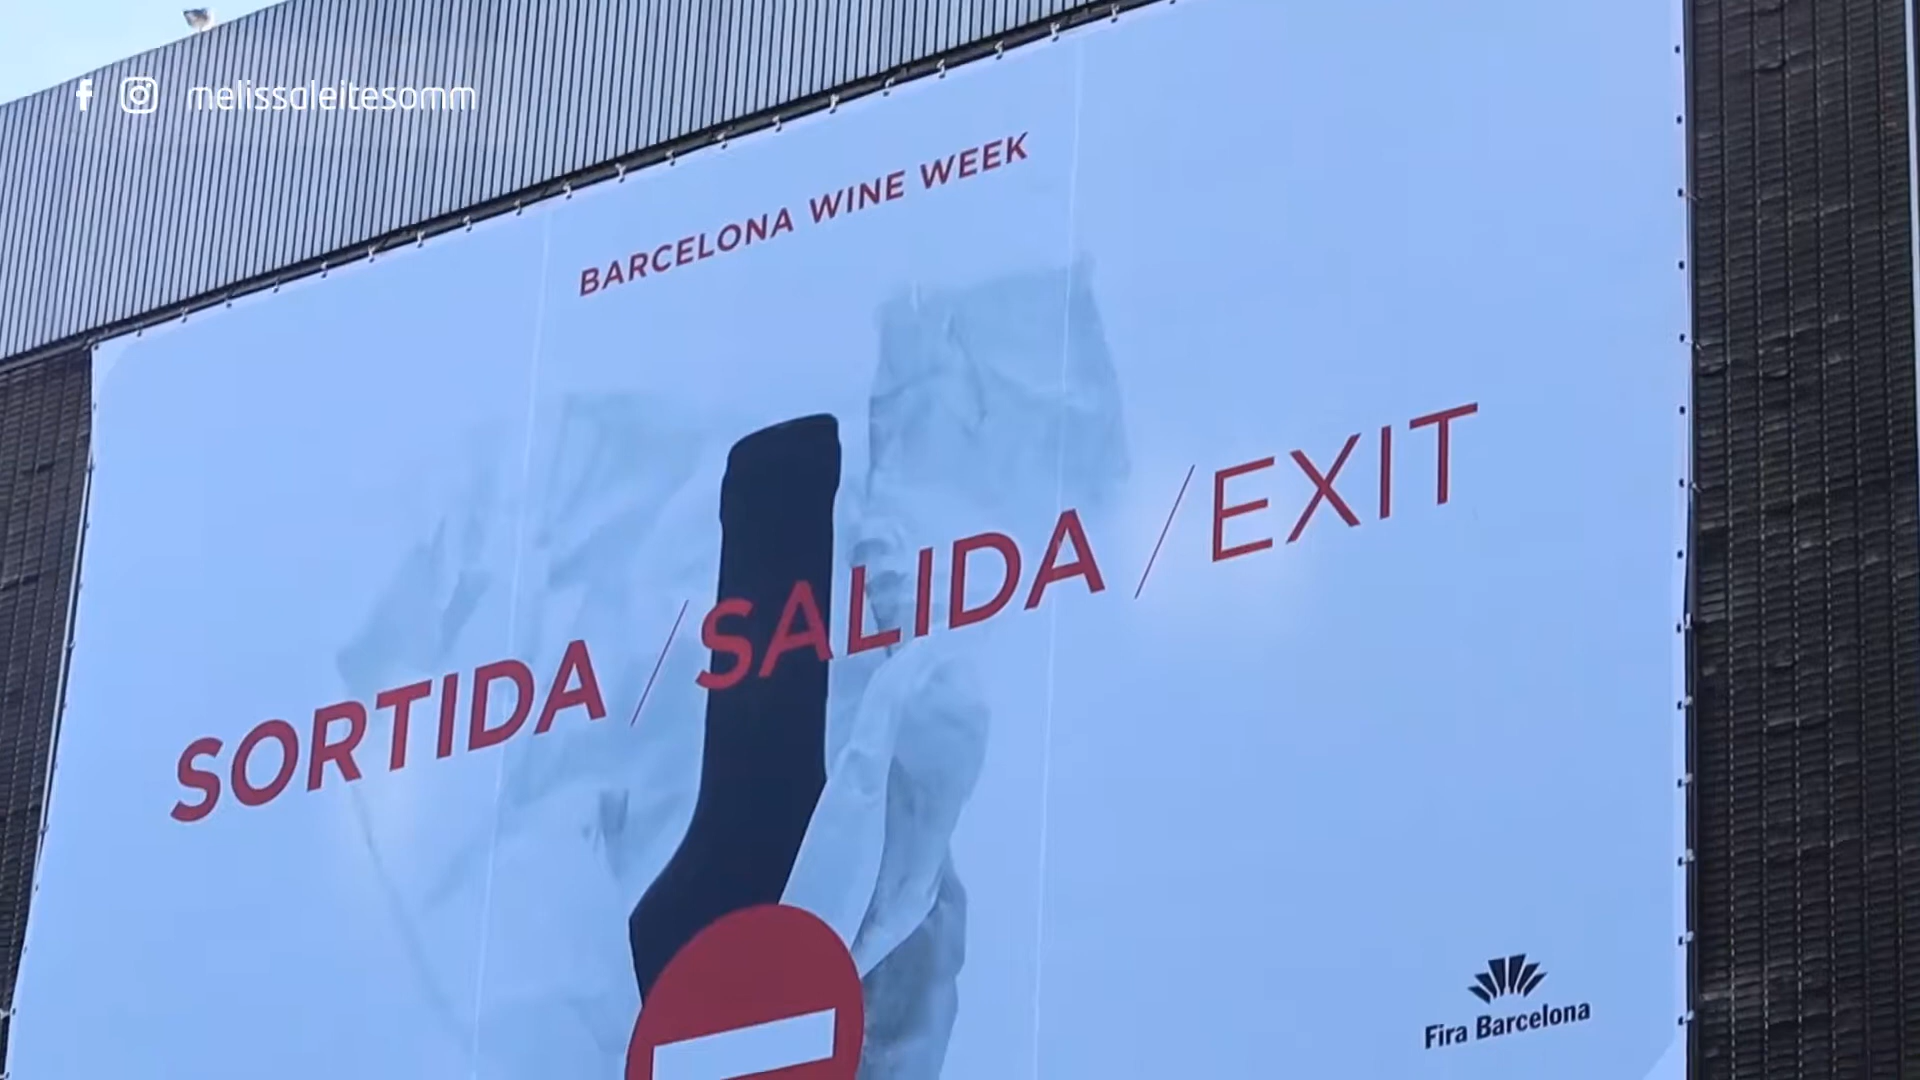 melissaleitesomm
BARCELONA WINE WEEK
SORTIDA / SALIDA / EXIT
Fira Barcelona